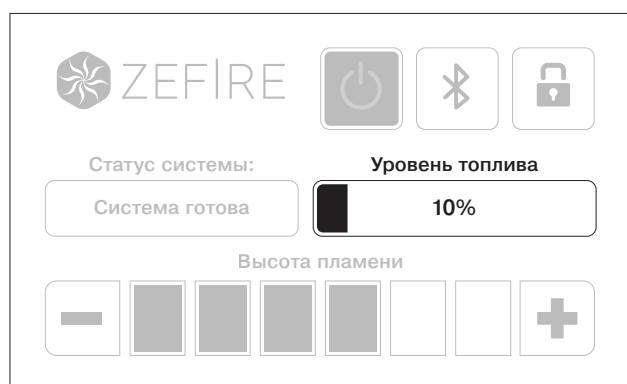 ZEFIRE
Статус системы:
Уровень топлива
Система готова
10%
Высота пламени